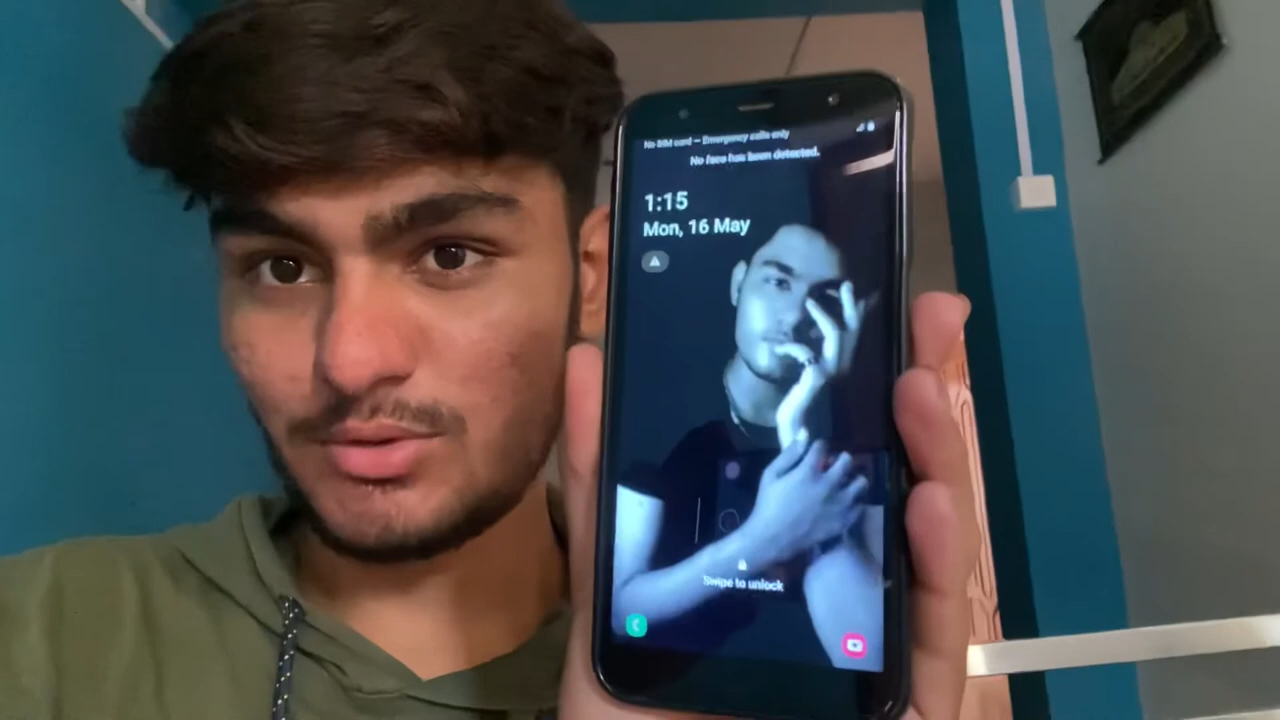 No SIM card – Emergency calls only
No face has been detected.
1:15
Mon, 16 May
Swipe to unlock